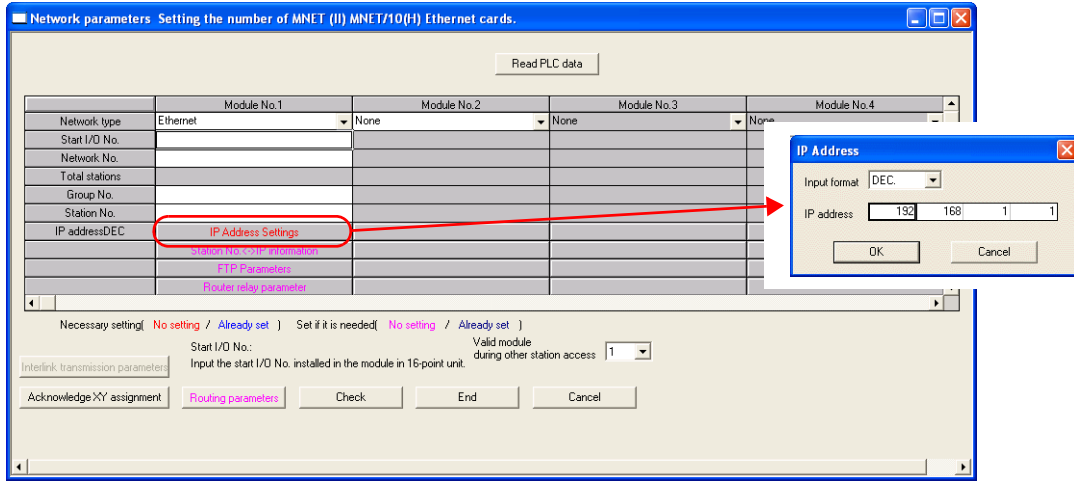 Network parameters Setting the number of MNET (II) MNET/10(H) Ethernet cards.
Read PLC data
Module No.1 Module No.2 Module No.3 Module No.4
Network type Ethernet None None None
Start I/O No.
Network No.
Total stations
Group No.
Station No.
IP addressDEC IP Address Settings
Station No.<->IP information
FTP Parameters
Router relay parameter
IP Address
Input format DEC.
IP address 192 168 1 1
OK Cancel
Necessary setting( No setting / Already set ) Set if it is needed( No setting / Already set )
Start I/O No.:
Input the start I/O No. installed in the module in 16-point unit.
Valid module
during other station access 1
Interlink transmission parameters
Acknowledge XY assignment Routing parameters Check End Cancel